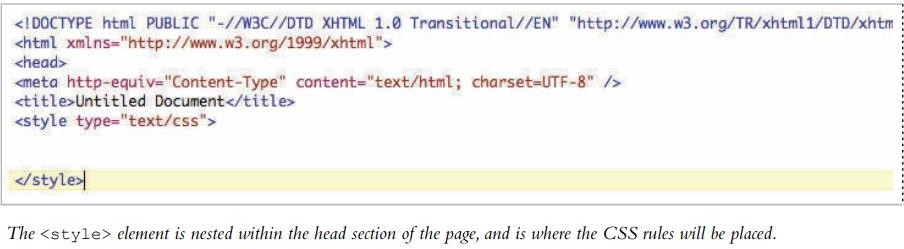 <!DOCTYPE html PUBLIC "-//W3C//DTD XHTML 1.0 Transitional//EN" "http://www.w3.org/TR/xhtml1/DTD/xhtm
<html xmlns="http://www.w3.org/1999/xhtml">
<head>
<meta http-equiv="Content-Type" content="text/html; charset=UTF-8" />
<title>Untitled Document</title>
<style type="text/css">
</style>
The <style> element is nested within the head section of the page, and is where the CSS rules will be placed.